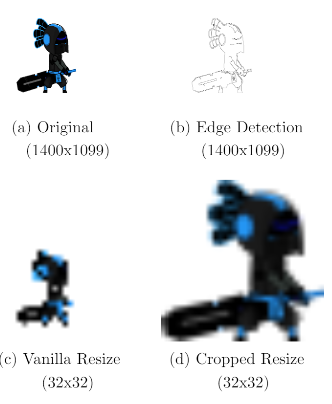 (a) Original
(1400x1099)
(b) Edge Detection
(1400x1099)
(c) Vanilla Resize
(32x32)
(d) Cropped Resize
(32x32)